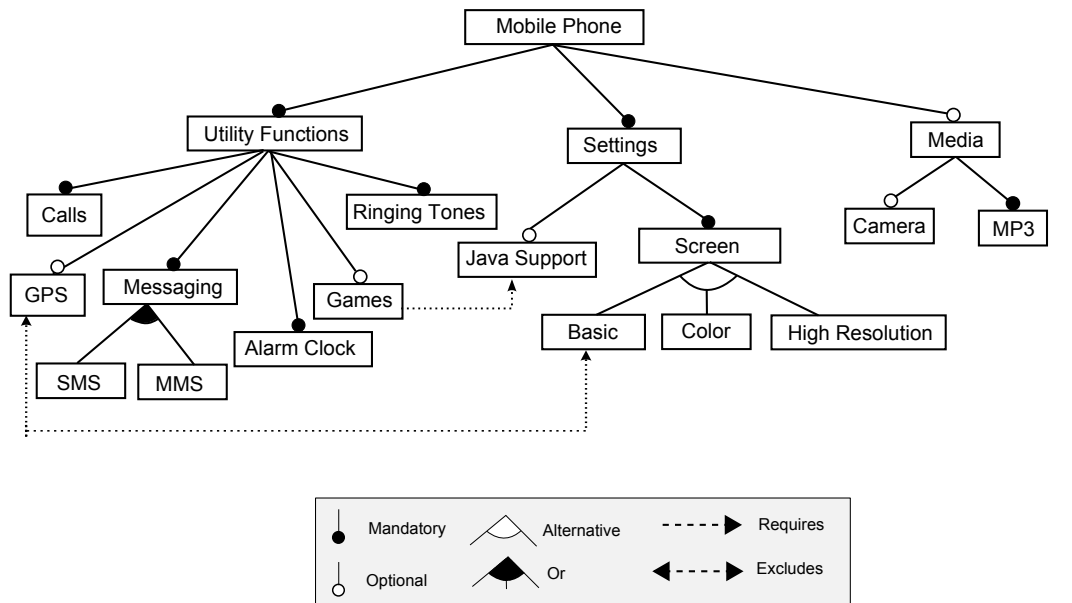 Mobile Phone
Utility Functions
Settings
Media
Calls
Ringing Tones
Camera
MP3
GPS
Messaging
Games
Java Support
Screen
SMS
MMS
Alarm Clock
Basic
Color
High Resolution
Mandatory
Alternative
Requires
Optional
Or
Excludes